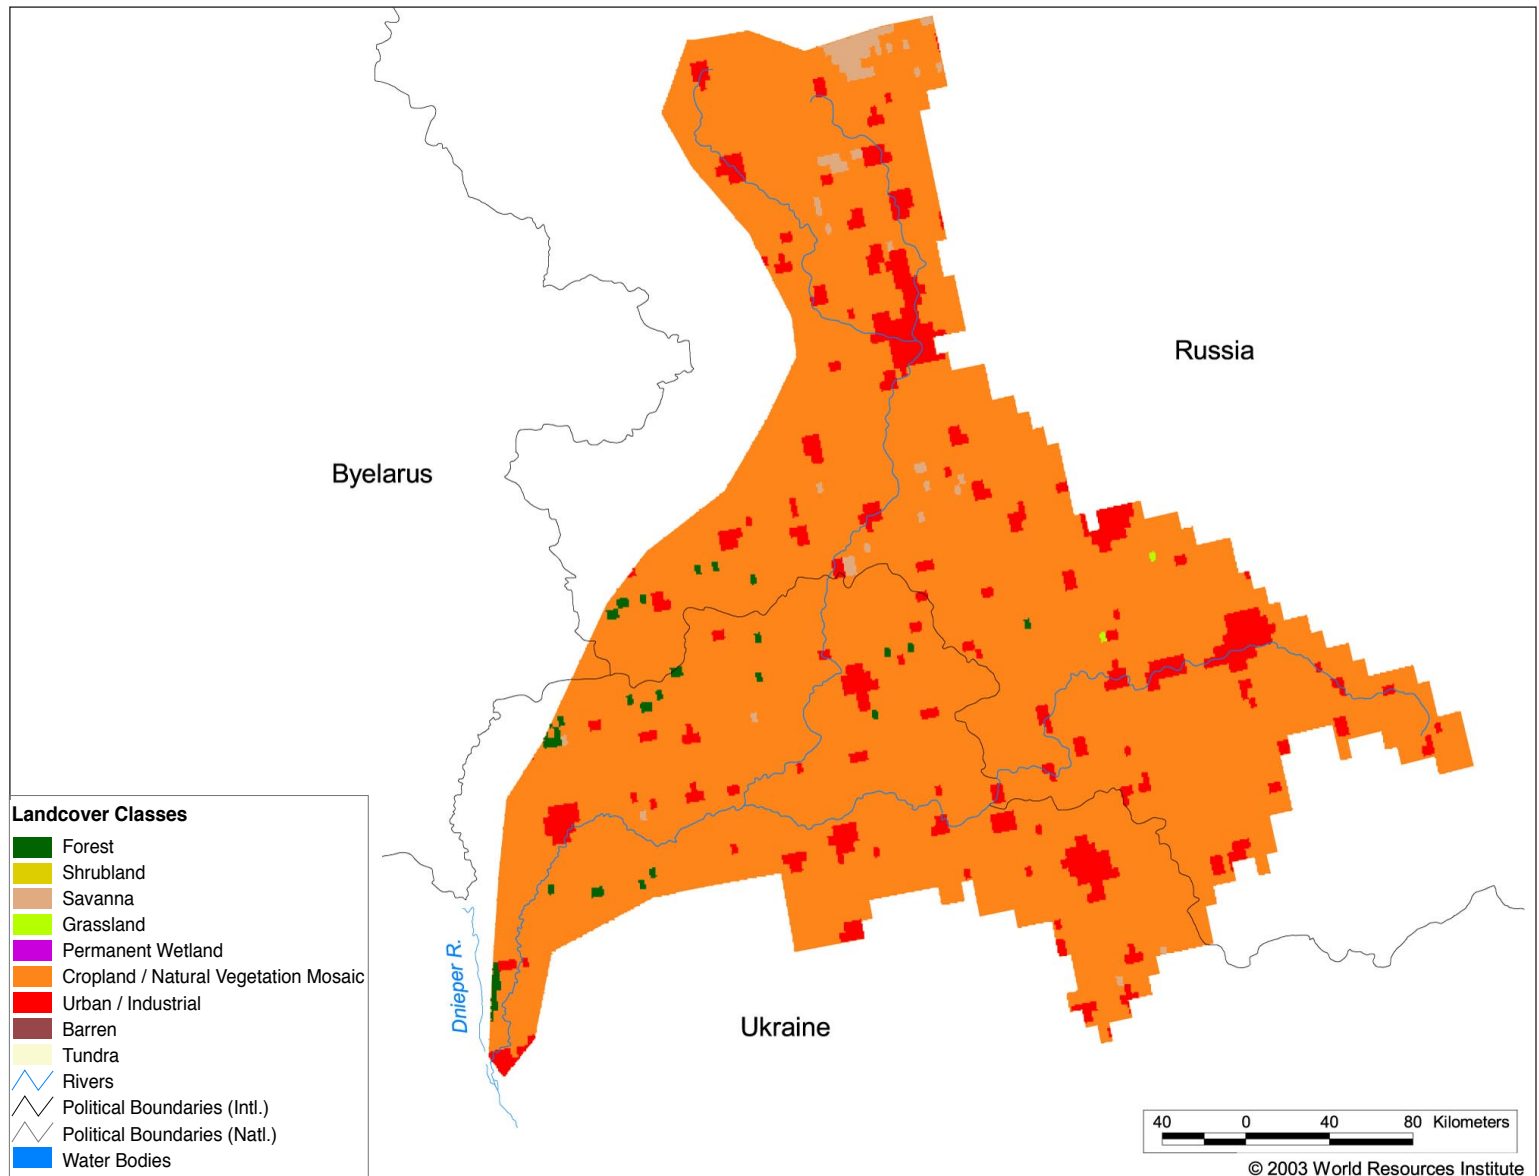 Russia
Byelarus
Landcover Classes
Forest
Shrubland
Savanna
Grassland
Permanent Wetland
Cropland / Natural Vegetation Mosaic
Urban / Industrial
Barren
Tundra
Rivers
Political Boundaries (Intl.)
Political Boundaries (Natl.)
Water Bodies
Dnieper R.
Ukraine
40 0 40 80 Kilometers
© 2003 World Resources Institute